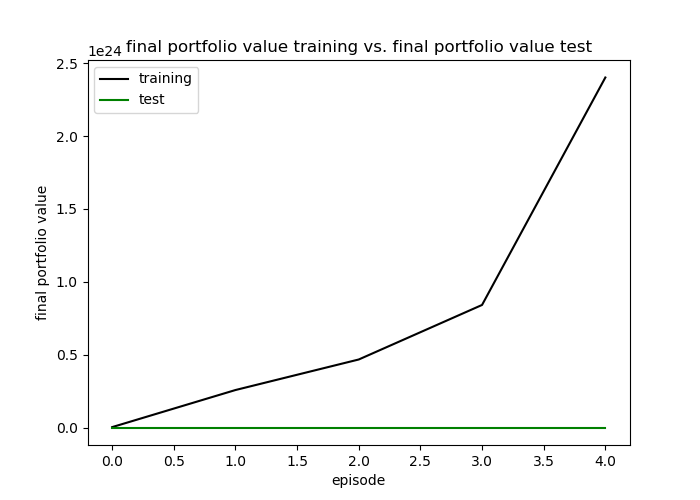 final portfolio value training vs. final portfolio value test
1e24
training
test
2.5
2.0
1.5
1.0
0.5
0.0
final portfolio value
0.0 0.5 1.0 1.5 2.0 2.5 3.0 3.5 4.0
episode